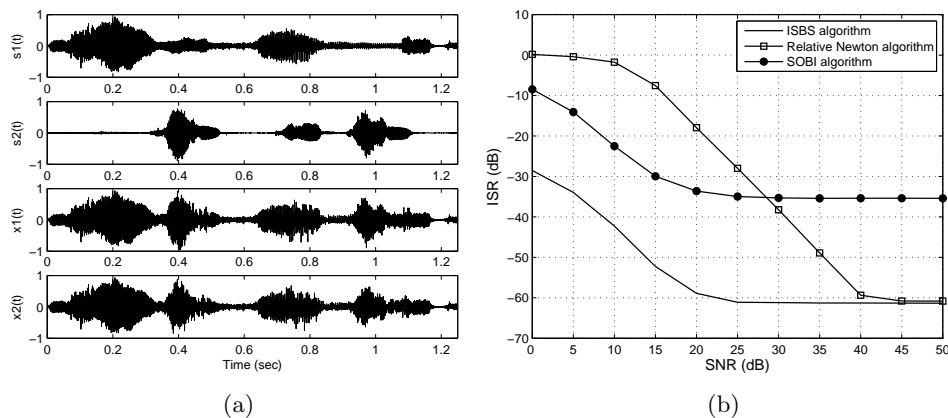 1
0
−1
s1(t)
0 0.2 0.4 0.6 0.8 1 1.2
1
0
−1
s2(t)
0 0.2 0.4 0.6 0.8 1 1.2
1
0
−1
x1(t)
0 0.2 0.4 0.6 0.8 1 1.2
1
0
−1
x2(t)
0 0.2 0.4 0.6 0.8 1 1.2
Time (sec)
(a)
10
0
−10
−20
−30
−40
−50
−60
−70
ISR (dB)
ISBS algorithm
Relative Newton algorithm
SOBI algorithm
0 5 10 15 20 25 30 35 40 45 50
SNR (dB)
(b)